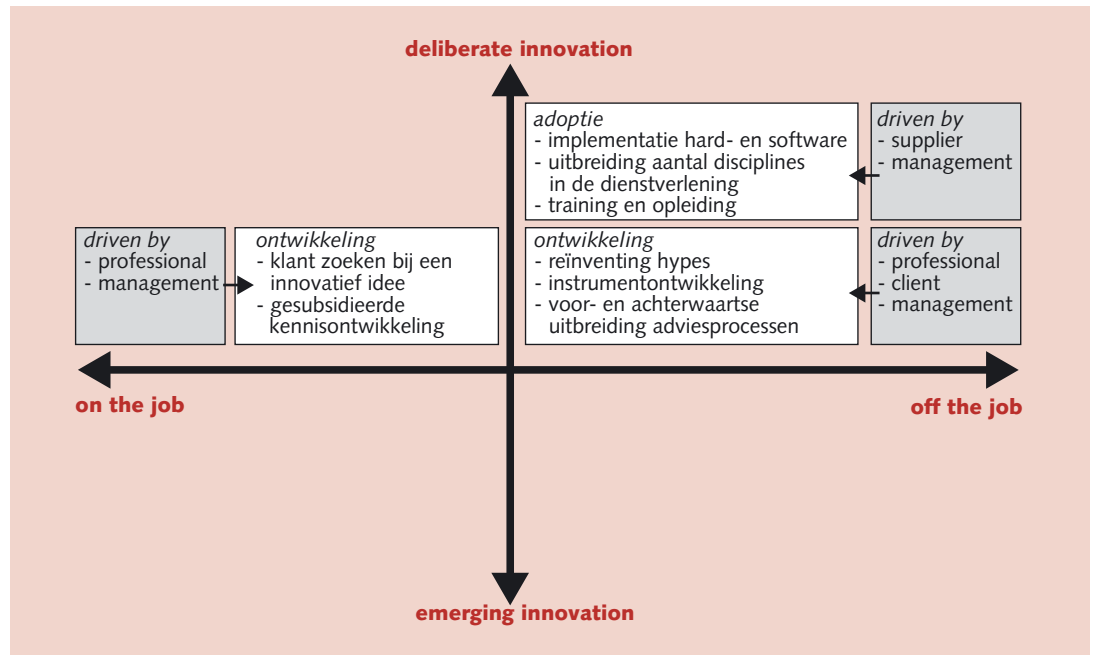 deliberate innovation
adoptie
- implementatie hard- en software
- uitbreiding aantal disciplines
in de dienstverlening
- training en opleiding
driven by
- supplier
- management
driven by
- professional
- management
ontwikkeling
- klant zoeken bij een
innovatief idee
- gesubsidieerde
kennisontwikkeling
ontwikkeling
- reïnventing hypes
- instrumentontwikkeling
- voor- en achterwaartse
uitbreiding adviesprocessen
driven by
- professional
- client
- management
on the job
off the job
emerging innovation